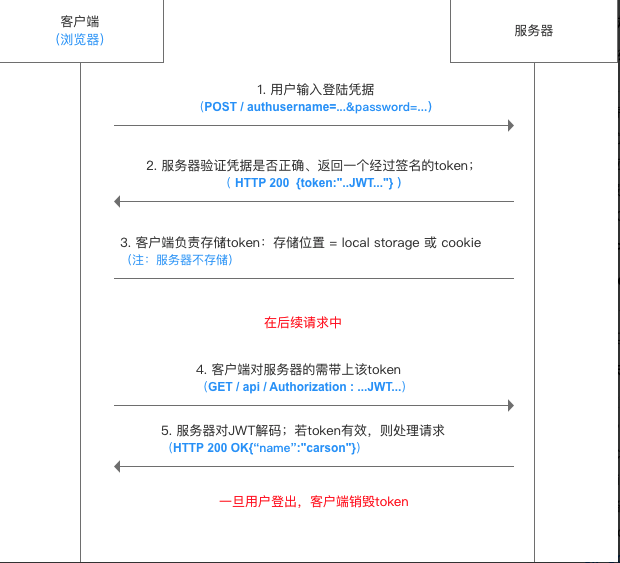 客户端
（浏览器）
服务器
1. 用户输入登陆凭据
（POST / authusername=...&password=...）
2. 服务器验证凭据是否正确、返回一个经过签名的token；
（ HTTP 200  {token:"..JWT..."} ）
3. 客户端负责存储token：存储位置 = local storage 或 cookie
（注：服务器不存储）
在后续请求中
4. 客户端对服务器的需带上该token
（GET / api / Authorization : ...JWT...）
5. 服务器对JWT解码；若token有效，则处理请求
（HTTP 200 OK{“name”:"carson"}）
一旦用户登出，客户端销毁token